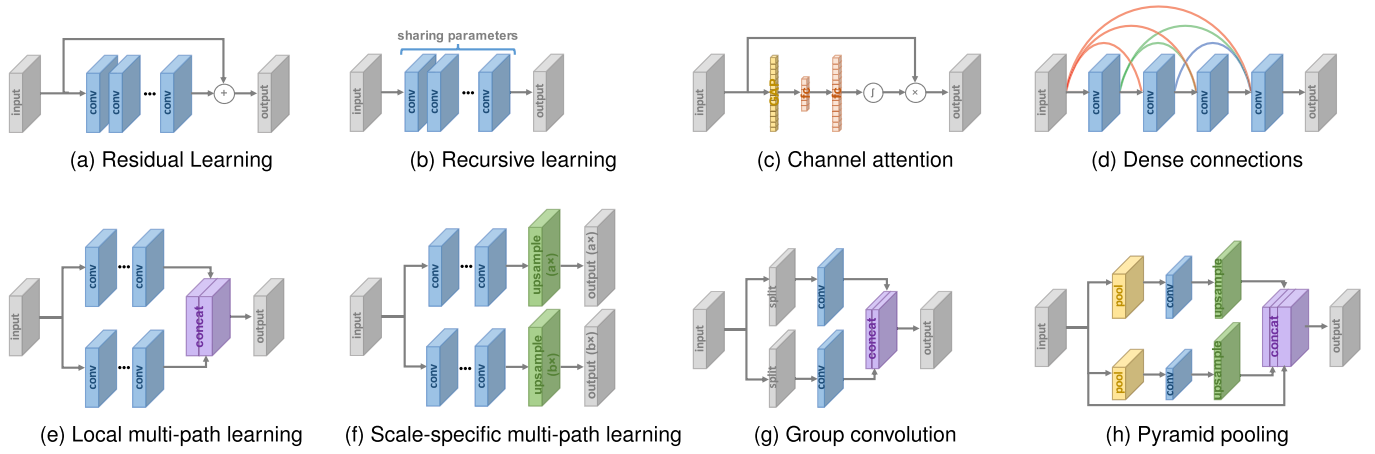 sharing parameters
input
conv
conv
conv
+
output
input
conv
conv
conv
output
input
fc
fc
∫
×
output
input
conv
conv
conv
conv
output
(a) Residual Learning
(b) Recursive learning
(c) Channel attention
(d) Dense connections
input
conv
conv
conv
conv
concat
output
input
conv
conv
upsample
(a×)
output (a×)
conv
conv
upsample
(b×)
output (b×)
input
split
conv
split
conv
concat
output
input
pool
conv
upsample
pool
conv
upsample
concat
output
(e) Local multi-path learning
(f) Scale-specific multi-path learning
(g) Group convolution
(h) Pyramid pooling